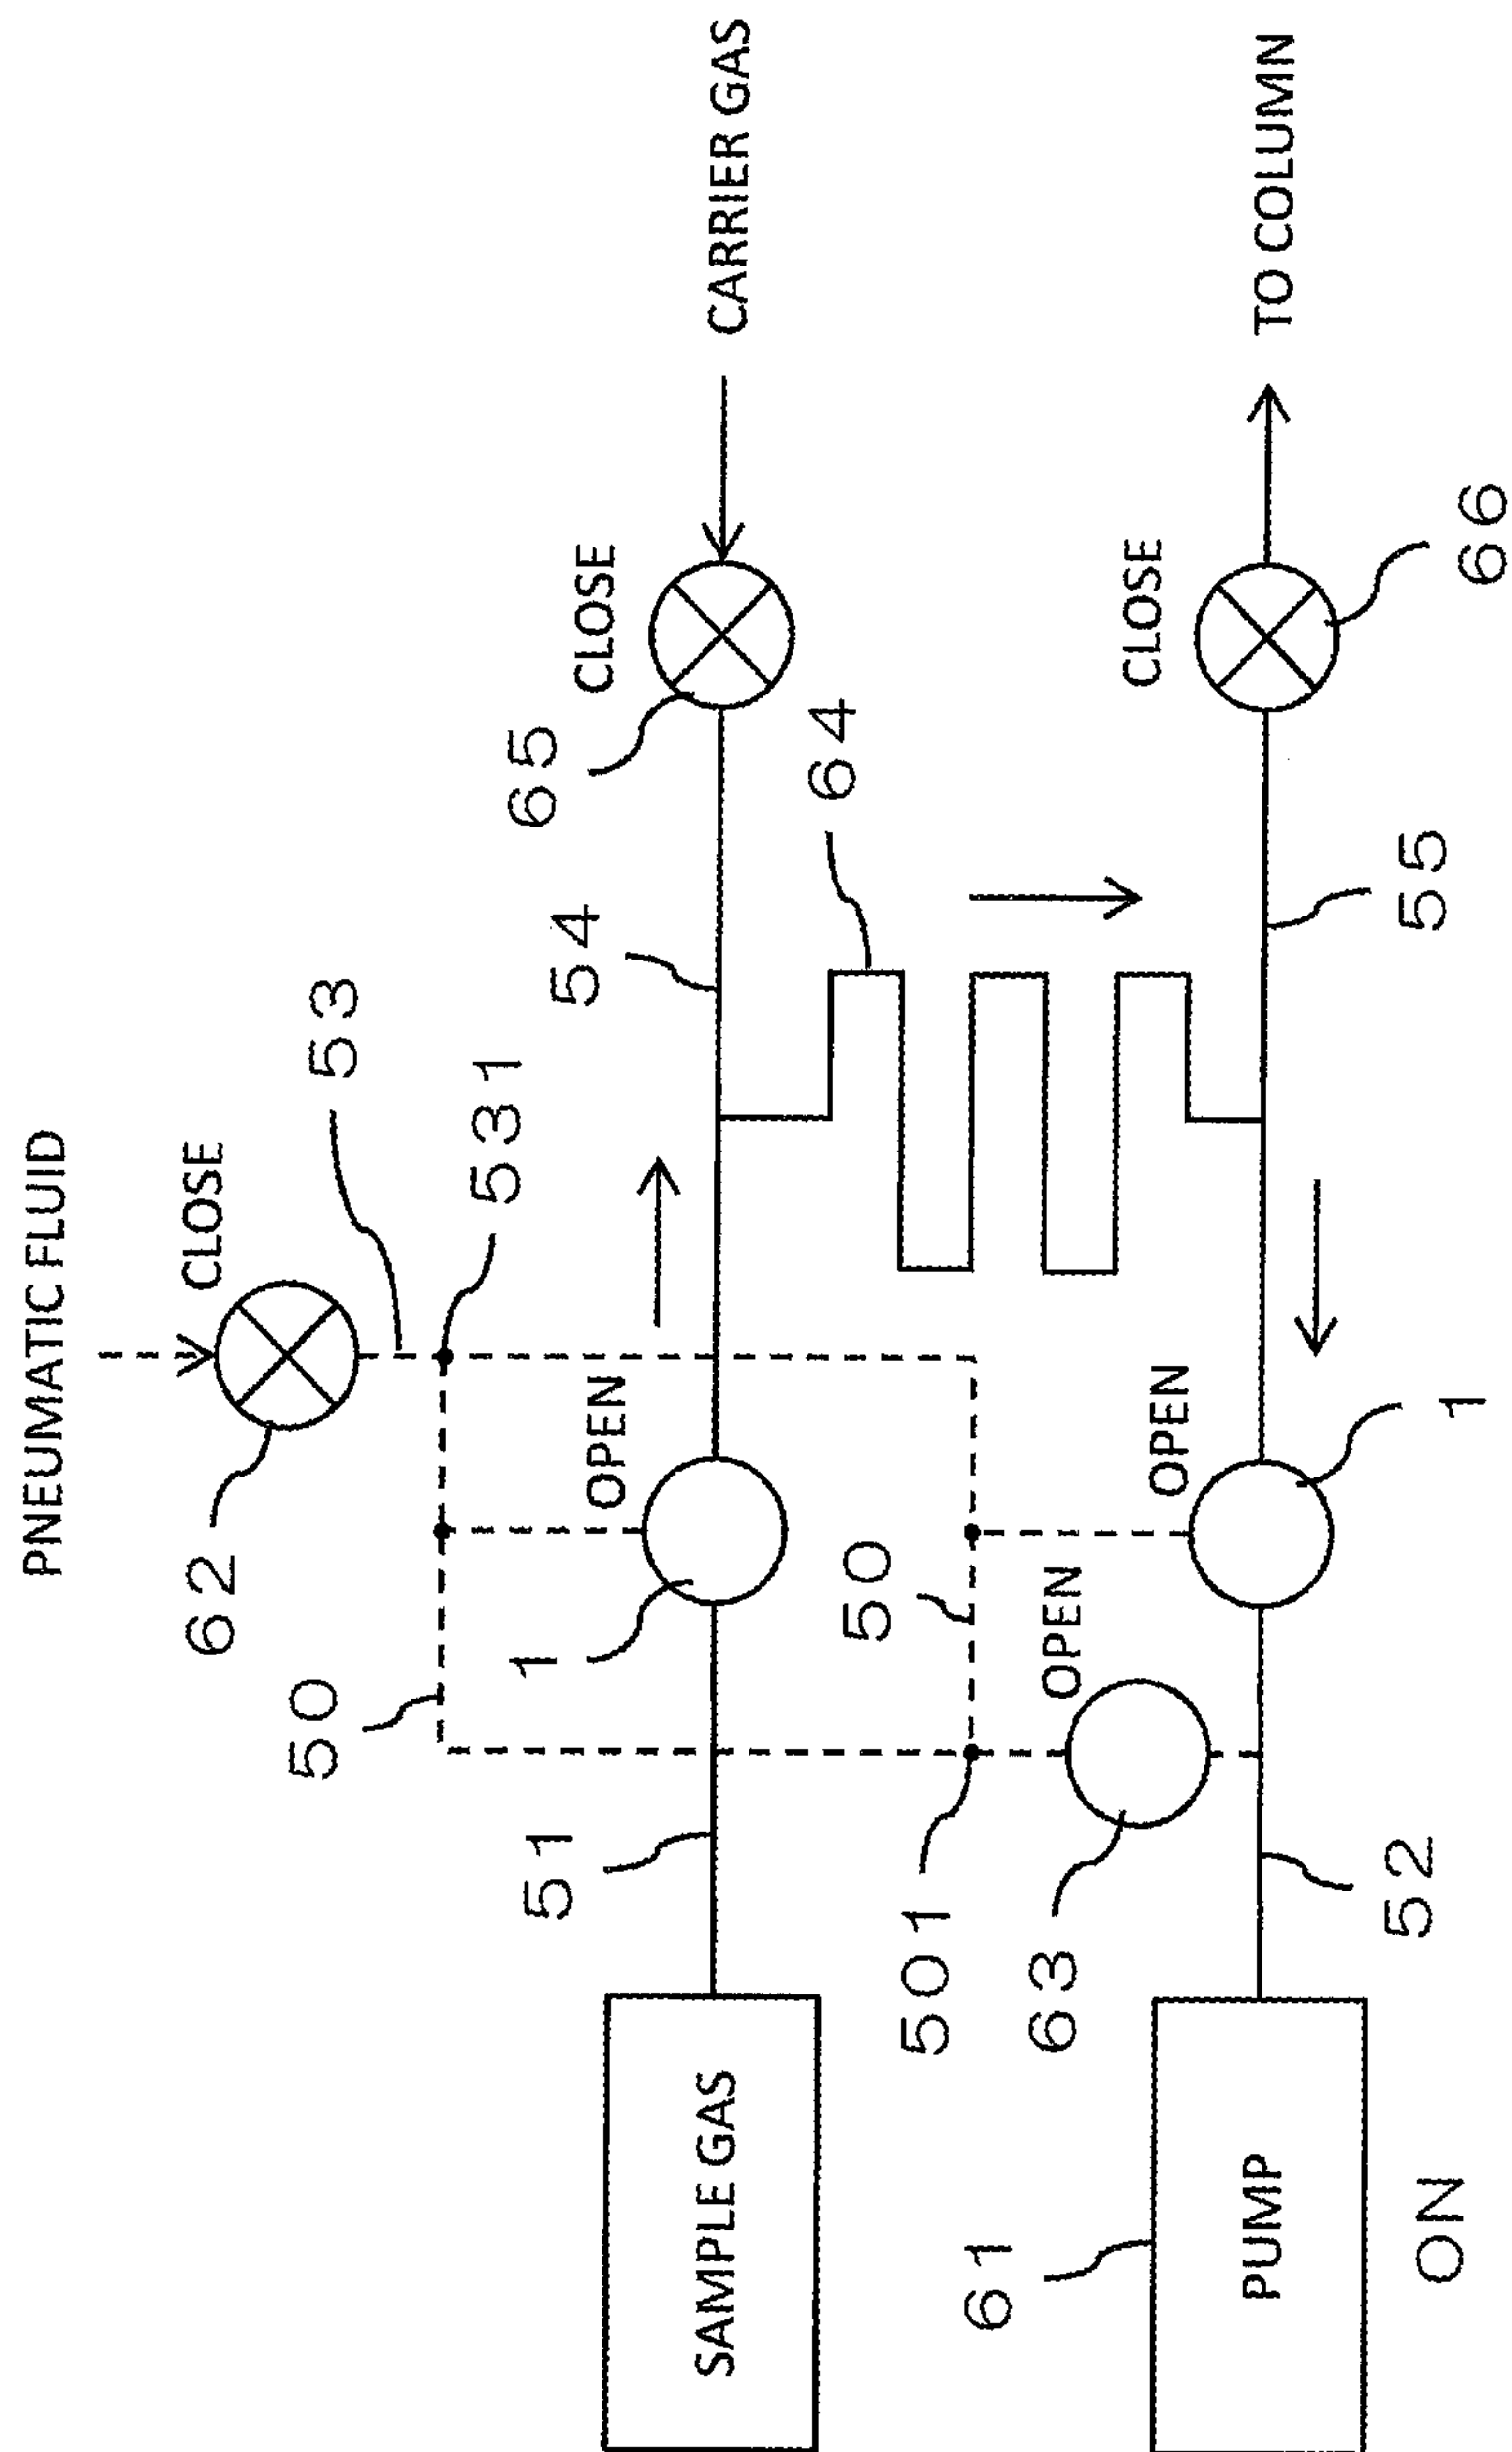 PNEUMATIC FLUID
CLOSE
62
53
50
531
OPEN
1
51
SAMPLE GAS
54
CLOSE
65
CARRIER GAS
64
50
501
OPEN
63
OPEN
1
61
PUMP
ON
52
55
CLOSE
66
TO COLUMN